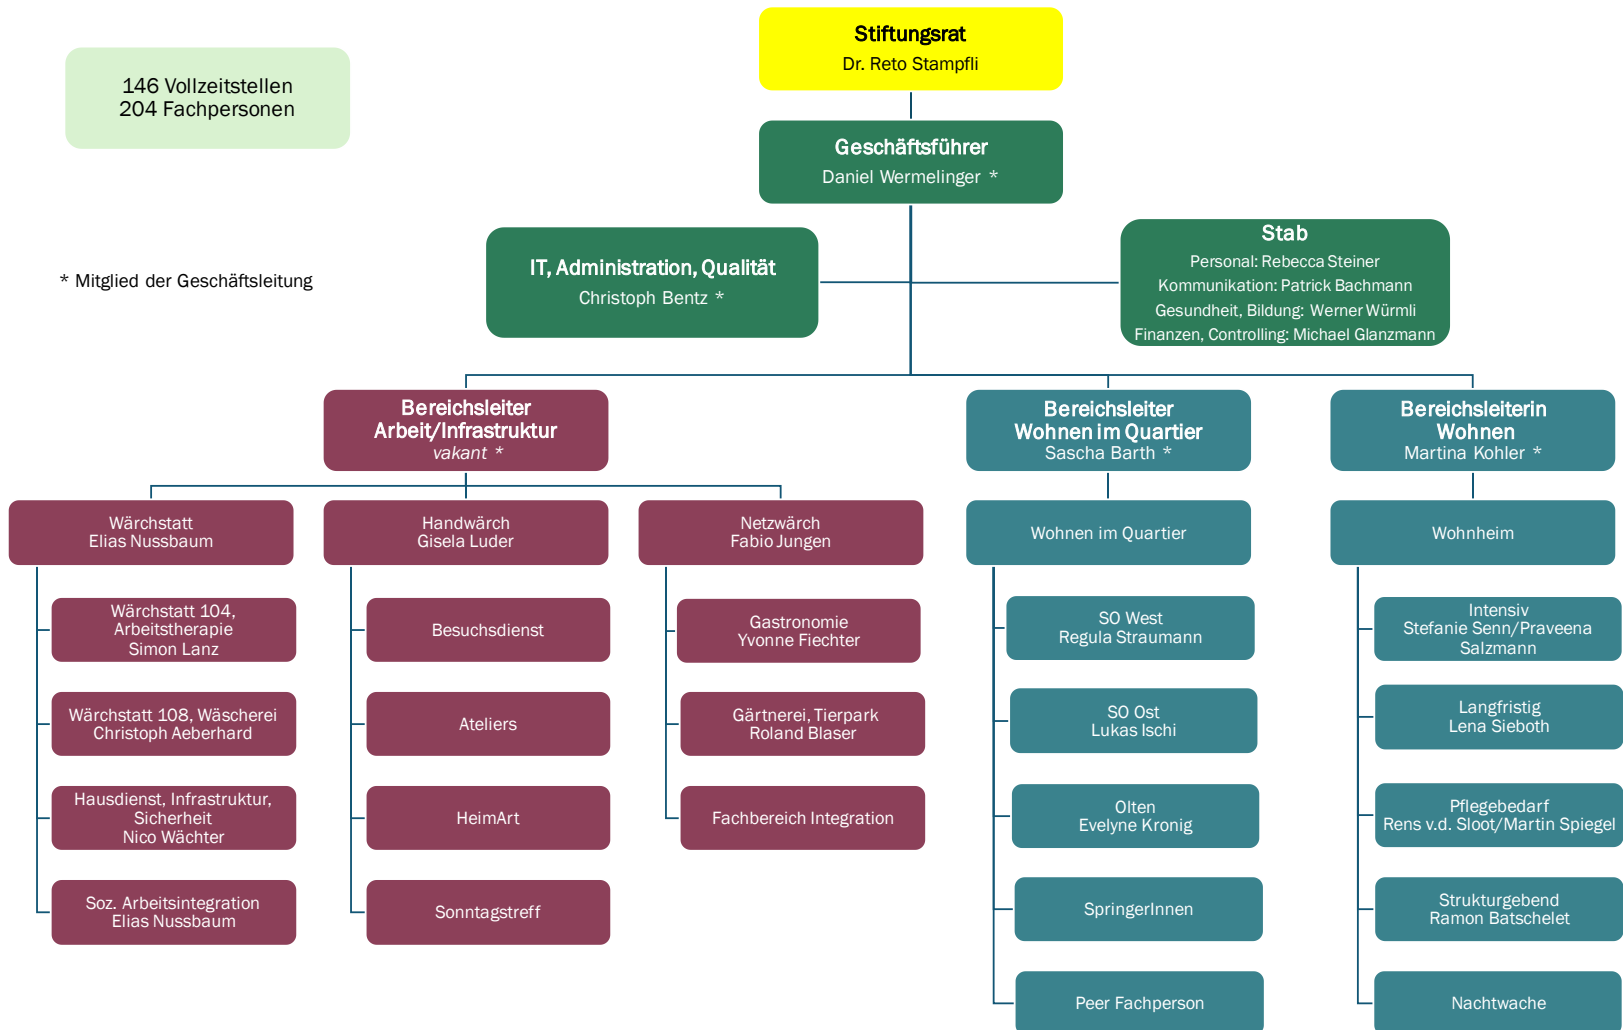 Stiftungsrat
Dr. Reto Stampfli
146 Vollzeitstellen
204 Fachpersonen
Geschäftsführer
Daniel Wermelinger *
* Mitglied der Geschäftsleitung
IT, Administration, Qualität
Christoph Bentz *
Stab
Personal: Rebecca Steiner
Kommunikation: Patrick Bachmann
Gesundheit, Bildung: Werner Würmli
Finanzen, Controlling: Michael Glanzmann
Bereichsleiter
Arbeit/Infrastruktur
vakant *
Bereichsleiter
Wohnen im Quartier
Sascha Barth *
Bereichsleiterin
Wohnen
Martina Kohler *
Wärchstatt
Elias Nussbaum
Handwärch
Gisela Luder
Netzwärch
Fabio Jungen
Wohnen im Quartier
Wohnheim
Wärchstatt 104,
Arbeitstherapie
Simon Lanz
Wärchstatt 108, Wäscherei
Christoph Aeberhard
Hausdienst, Infrastruktur,
Sicherheit
Nico Wächter
Soz. Arbeitsintegration
Elias Nussbaum
Besuchsdienst
Ateliers
HeimArt
Sonntagstreff
Gastronomie
Yvonne Fiechter
Gärtnerei, Tierpark
Roland Blaser
Fachbereich Integration
SO West
Regula Straumann
SO Ost
Lukas Ischi
Olten
Evelyne Kronig
SpringerInnen
Peer Fachperson
Intensiv
Stefanie Senn/Praveena
Salzmann
Langfristig
Lena Sieboth
Pflegebedarf
Rens v.d. Sloot/Martin Spiegel
Strukturgebend
Ramon Batschelet
Nachtwache